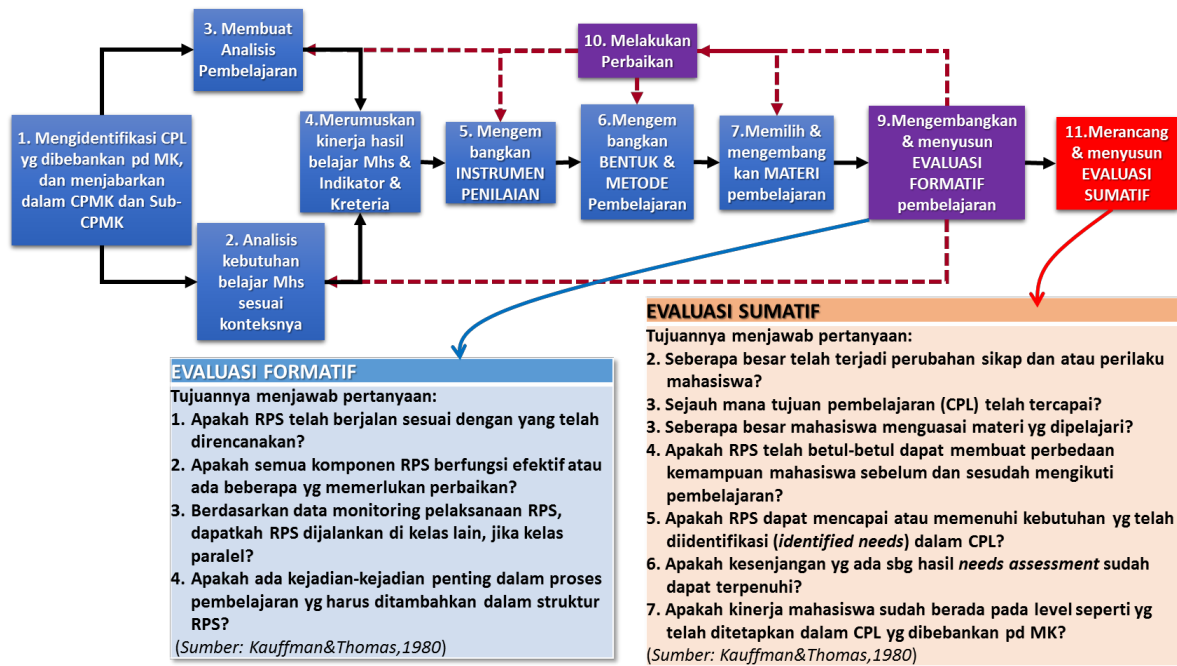 3. Membuat
Analisis
Pembelajaran
10. Melakukan
Perbaikan
1. Mengidentifikasi CPL
yg dibebankan pd MK,
dan menjabarkan
dalam CPMK dan Sub-
CPMK
4.Merumuskan
kinerja hasil
belajar Mhs &
Indikator &
Kreteria
5. Mengem
bangkan
INSTRUMEN
PENILAIAN
6.Mengem
bangkan
BENTUK &
METODE
Pembelajaran
7.Memilih &
mengembang
kan MATERI
pembelajaran
9.Mengembangkan
& menyusun
EVALUASI
FORMATIF
pembelajaran
11.Merancang
& menyusun
EVALUASI
SUMATIF
2. Analisis
kebutuhan
belajar Mhs
sesuai
konteksnya
EVALUASI FORMATIF
Tujuannya menjawab pertanyaan:
1. Apakah RPS telah berjalan sesuai dengan yang telah
direncanakan?
2. Apakah semua komponen RPS berfungsi efektif atau
ada beberapa yg memerlukan perbaikan?
3. Berdasarkan data monitoring pelaksanaan RPS,
dapatkah RPS dijalankan di kelas lain, jika kelas
paralel?
4. Apakah ada kejadian-kejadian penting dalam proses
pembelajaran yg harus ditambahkan dalam struktur
RPS?
(Sumber: Kauffman&Thomas,1980)
EVALUASI SUMATIF
Tujuannya menjawab pertanyaan:
2. Seberapa besar telah terjadi perubahan sikap dan atau perilaku
mahasiswa?
3. Sejauh mana tujuan pembelajaran (CPL) telah tercapai?
3. Seberapa besar mahasiswa menguasai materi yg dipelajari?
4. Apakah RPS telah betul-betul dapat membuat perbedaan
kemampuan mahasiswa sebelum dan sesudah mengikuti
pembelajaran?
5. Apakah RPS dapat mencapai atau memenuhi kebutuhan yg telah
diidentifikasi (identified needs) dalam CPL?
6. Apakah kesenjangan yg ada sbg hasil needs assessment sudah
dapat terpenuhi?
7. Apakah kinerja mahasiswa sudah berada pada level seperti yg
telah ditetapkan dalam CPL yg dibebankan pd MK?
(Sumber: Kauffman&Thomas,1980)